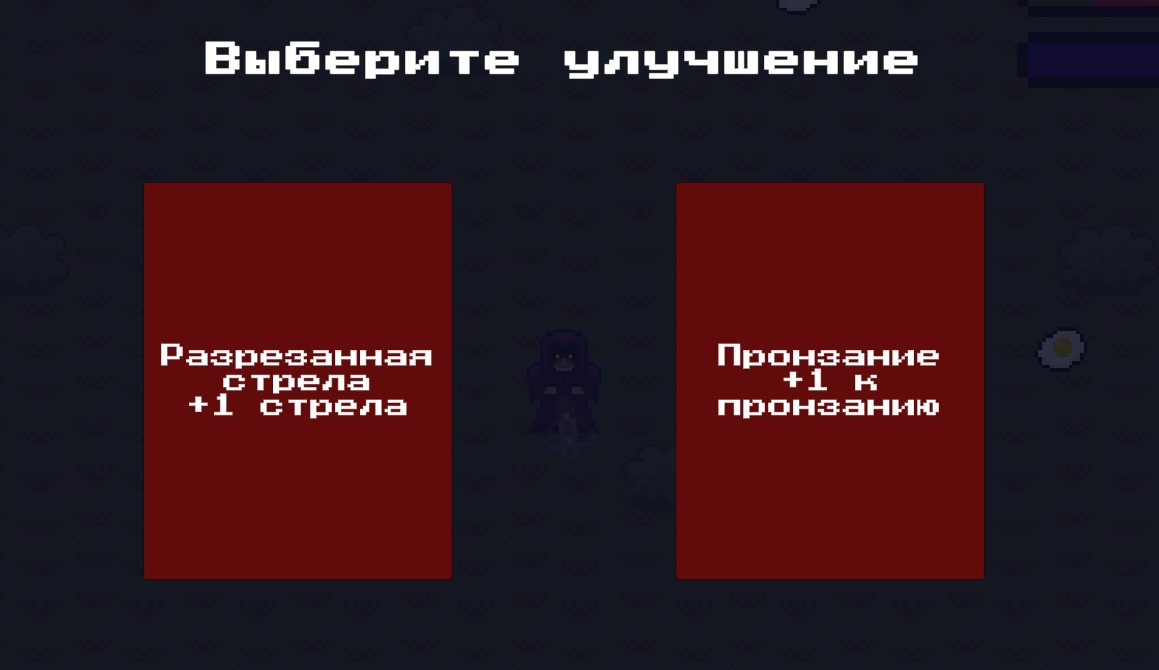 Выберите улучшение
Разрезанная
стрела
+1 стрела
Пронзание
+1 к
пронзанию